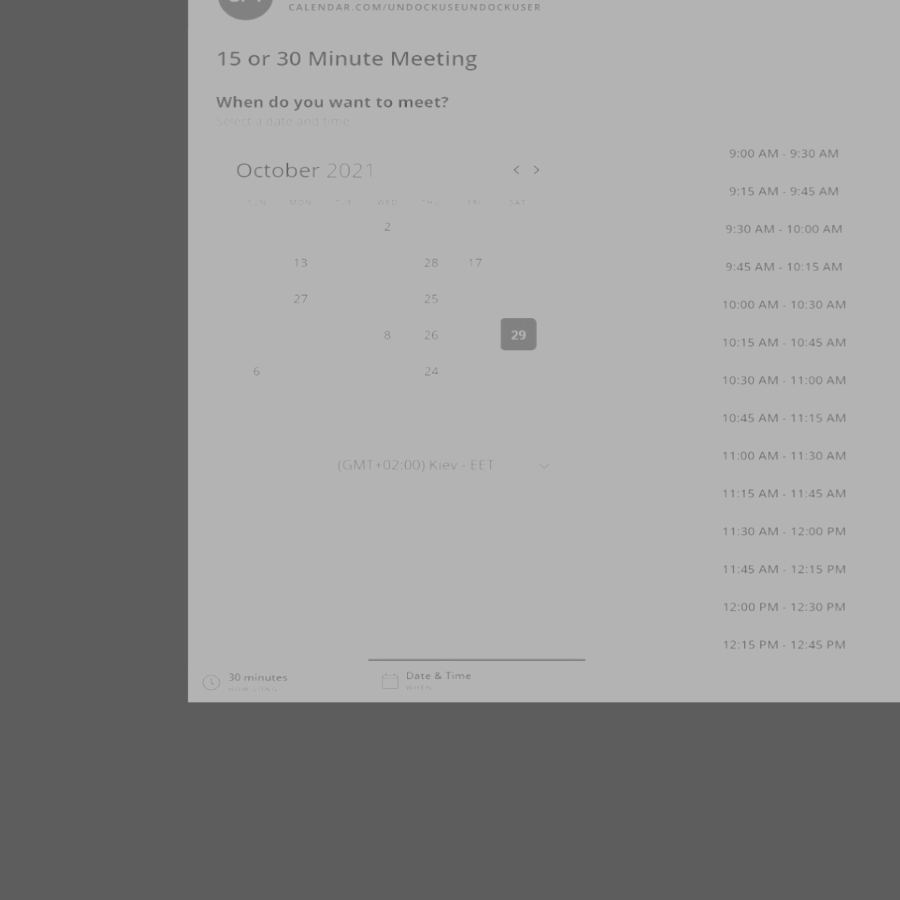 CALENDAR.COM/UNDOCKUSEUNDOCKUSER
15 or 30 Minute Meeting
When do you want to meet?
Select a date and time
October 2021
SUN MON TUE WED THU FRI SAT
2
13 28 17
27 25
8 26 29
6 24
(GMT+02:00) Kiev - EET
9:00 AM - 9:30 AM
9:15 AM - 9:45 AM
9:30 AM - 10:00 AM
9:45 AM - 10:15 AM
10:00 AM - 10:30 AM
10:15 AM - 10:45 AM
10:30 AM - 11:00 AM
10:45 AM - 11:15 AM
11:00 AM - 11:30 AM
11:15 AM - 11:45 AM
11:30 AM - 12:00 PM
11:45 AM - 12:15 PM
12:00 PM - 12:30 PM
12:15 PM - 12:45 PM
30 minutes
HOW LONG
Date & Time
WHEN